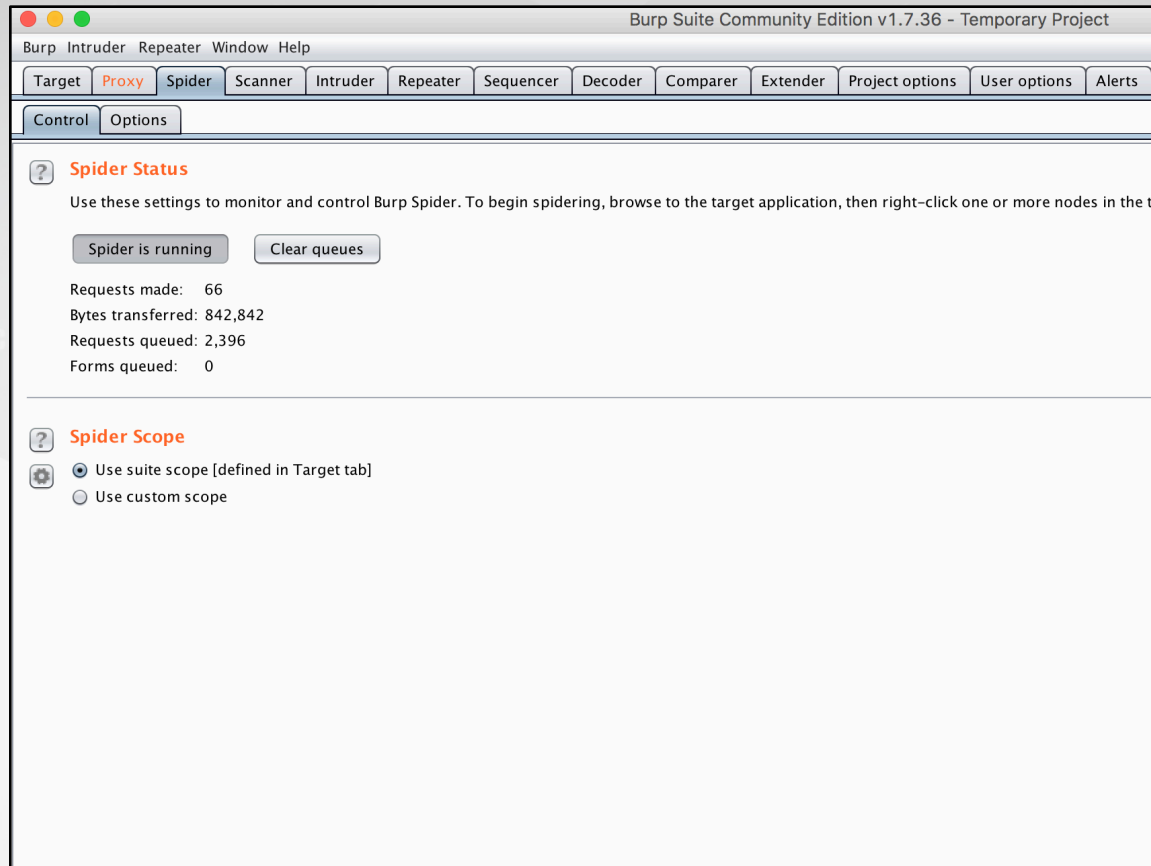 Burp Suite Community Edition v1.7.36 - Temporary Project
Burp Intruder Repeater Window Help
Target Proxy Spider Scanner Intruder Repeater Sequencer Decoder Comparer Extender Project options User options Alerts
Control Options
? Spider Status
Use these settings to monitor and control Burp Spider. To begin spidering, browse to the target application, then right-click one or more nodes in the t
Spider is running Clear queues
Requests made: 66
Bytes transferred: 842,842
Requests queued: 2,396
Forms queued: 0
? Spider Scope
Use suite scope [defined in Target tab]
Use custom scope